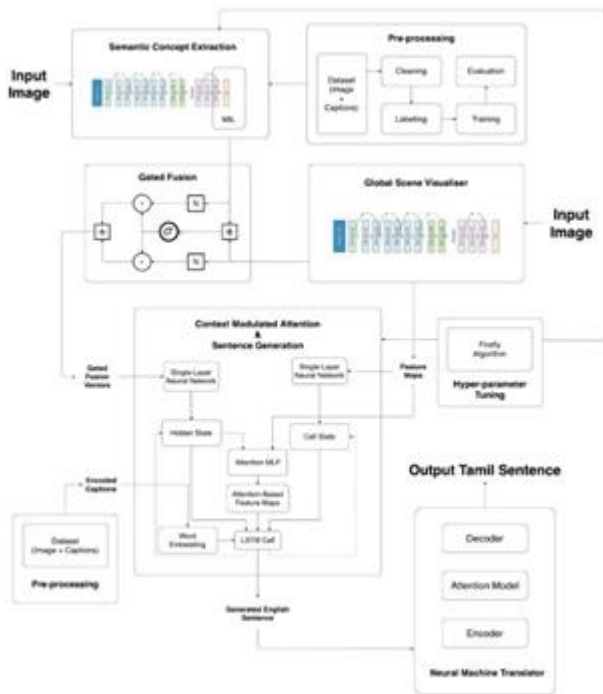 Semantic Concept Extraction
Input
Image
MIL
Pre-processing
Dataset
(Image
+
Captions)
Cleaning
Evaluation
Labelling
Training
Gated Fusion
N
N
Global Scene Visualiser
Input
Image
Context Modulated Attention
&
Sentence Generation
Gated
Fusion
Vectors
Single-Layer
Neural Network
Single-Layer
Neural Network
Feature
Maps
Firefly
Algorithm
Hyper-parameter
Tuning
Hidden State
Cell State
Attention MLP
Attention-Based
Feature Maps
Encoded
Captions
Word
Embedding
LSTM Cell
Dataset
(Image + Captions)
Pre-processing
Generated English
Sentence
Output Tamil Sentence
Decoder
Attention Model
Encoder
Neural Machine Translator